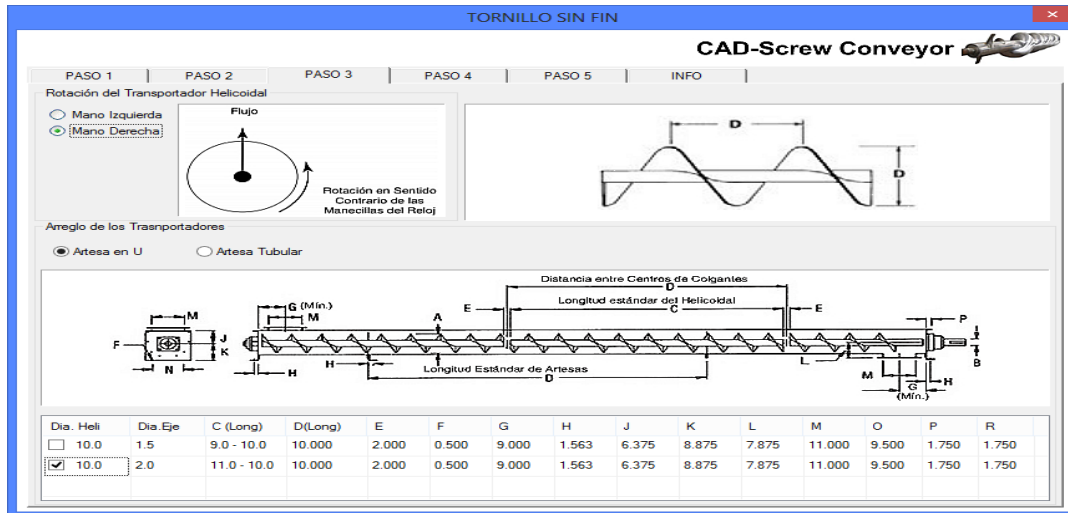 TORNILLO SIN FIN
CAD-Screw Conveyor
PASO 1 PASO 2 PASO 3 PASO 4 PASO 5 INFO
Rotación del Transportador Helicoidal
Mano Izquierda
Mano Derecha
Flujo
Rotación en Sentido
Contrario de las
Manecillas del Reloj
D
D
Arreglo de los Trasnportadores
Artesa en U Artesa Tubular
Distancia entre Centros de Colgantes
D
Longitud estándar del Helicoidal
E C E
G (Mín.)
M M A P
F J
K B
N H H L M H
Longitud Estándar de Artesas
D
G
(Mín.)
Dia. Heli Dia.Eje C (Long) D(Long) E F G H J K L M O P R
10.0 1.5 9.0 - 10.0 10.000 2.000 0.500 9.000 1.563 6.375 8.875 7.875 11.000 9.500 1.750 1.750
10.0 2.0 11.0 - 10.0 10.000 2.000 0.500 9.000 1.563 6.375 8.875 7.875 11.000 9.500 1.750 1.750